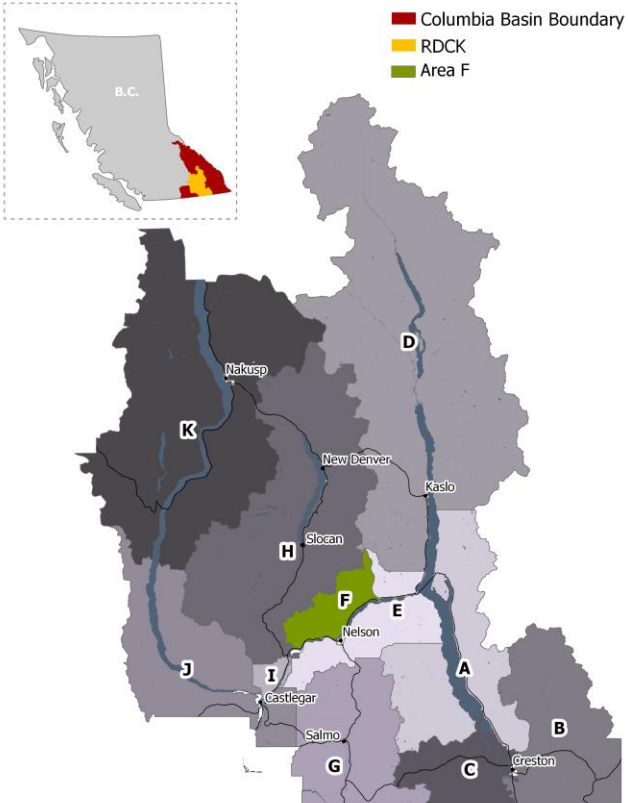 Columbia Basin Boundary
RDCK
Area F
B.C.
D
Nakusp
K
New Denver
Kaslo
Slocan
H
F
E
Nelson
A
J
I
Castlegar
B
Salmo
G
C
Creston